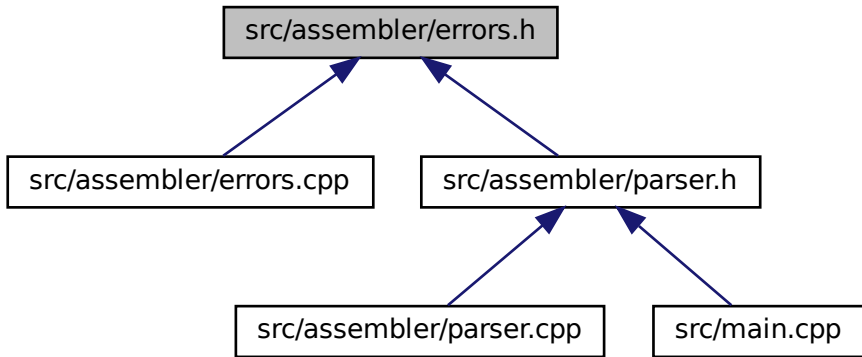 src/assembler/errors.h
src/assembler/errors.cpp
src/assembler/parser.h
src/assembler/parser.cpp
src/main.cpp